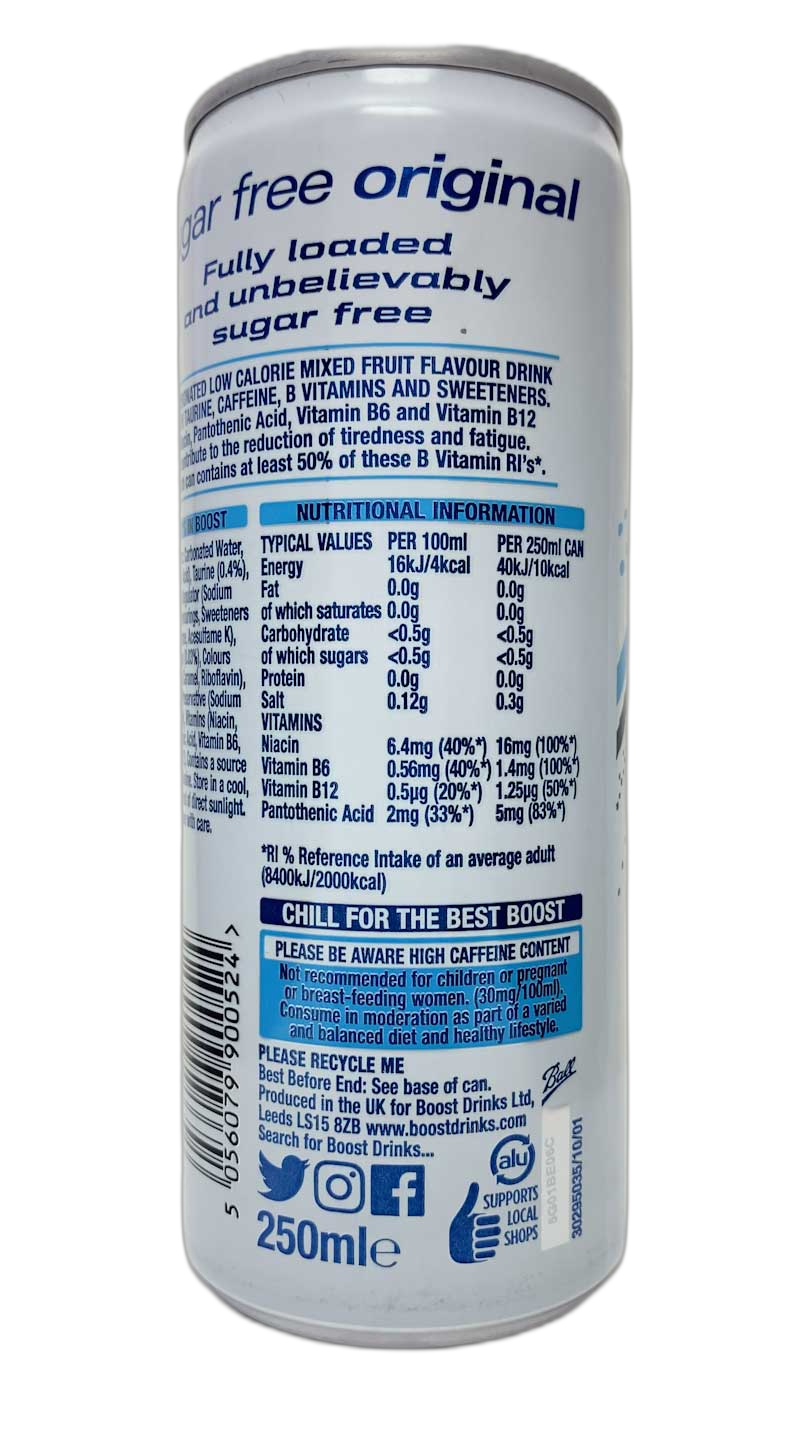 free original
Fully loaded
and unbelievably
sugar free
LOW CALORIE MIXED FRUIT FLAVOUR DRINK
TAURINE, CAFFEINE, B VITAMINS AND SWEETENERS.
Pantothenic Acid, Vitamin B6 and Vitamin B12
to the reduction of tiredness and fatigue.
can contains at least 50% of these B Vitamin RI's*.
BOOST
Carbonated Water,
Taurine (0.4%),
(Sodium
Sweeteners
Acesulfame K),
Colours
Riboflavin),
(Sodium
Vitamins (Niacin,
Acid, Vitamin B6,
Contains a source
Store in a cool,
of direct sunlight.
with care.
NUTRITIONAL INFORMATION
TYPICAL VALUES PER 100ml PER 250ml CAN
Energy 16kJ/4kcal 40kJ/10kcal
Fat 0.0g 0.0g
of which saturates 0.0g 0.0g
Carbohydrate <0.5g <0.5g
of which sugars <0.5g <0.5g
Protein 0.0g 0.0g
Salt 0.12g 0.3g
VITAMINS
Niacin 6.4mg (40%*) 16mg (100%*)
Vitamin B6 0.56mg (40%*) 1.4mg (100%*)
Vitamin B12 0.5µg (20%*) 1.25µg (50%*)
Pantothenic Acid 2mg (33%*) 5mg (83%*)
*RI % Reference Intake of an average adult
(8400kJ/2000kcal)
CHILL FOR THE BEST BOOST
PLEASE BE AWARE HIGH CAFFEINE CONTENT
Not recommended for children or pregnant
or breast-feeding women. (30mg/100ml).
Consume in moderation as part of a varied
and balanced diet and healthy lifestyle.
PLEASE RECYCLE ME
Best Before End: See base of can.
Produced in the UK for Boost Drinks Ltd,
Leeds LS15 8ZB www.boostdrinks.com
Search for Boost Drinks...
Ball
alu
SUPPORTS
LOCAL
SHOPS
250ml℮
5 056079 900524 >
30295035/10/01